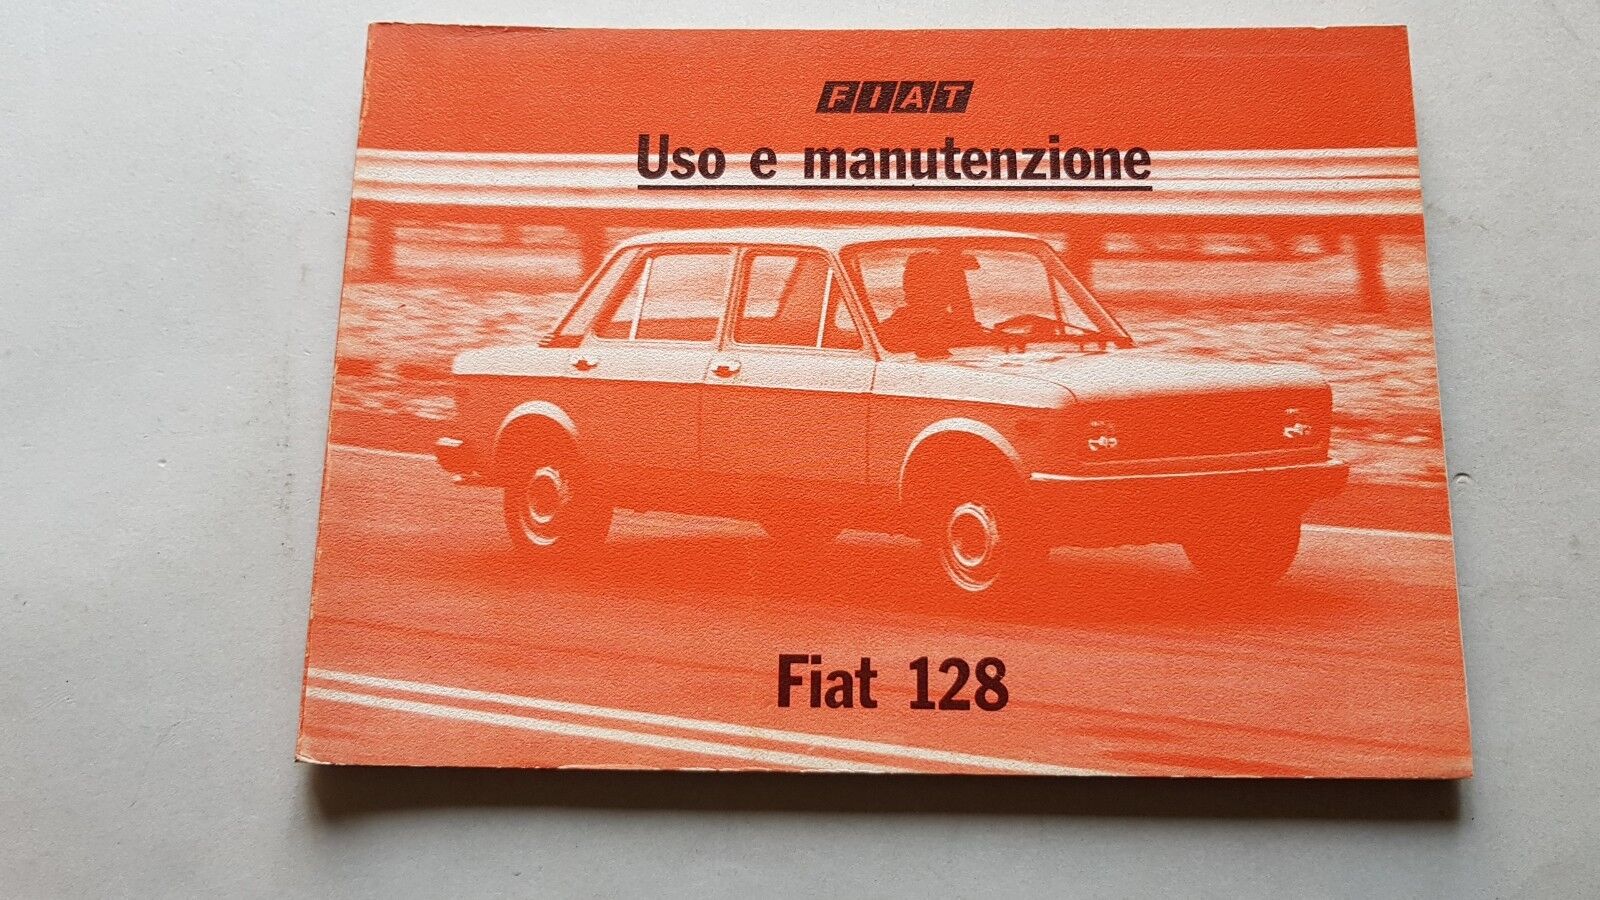 FIAT
Uso e manutenzione
Fiat 128